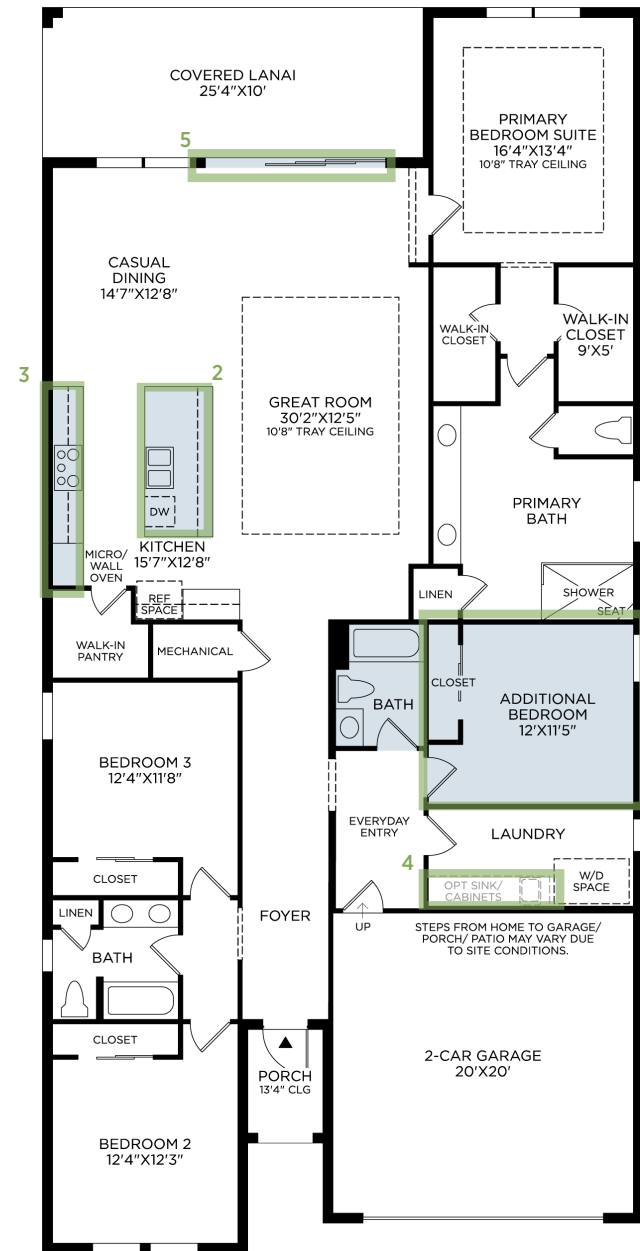 COVERED LANAI
25'4"X10'
5
PRIMARY
BEDROOM SUITE
16'4"X13'4"
10'8" TRAY CEILING
CASUAL
DINING
14'7"X12'8"
WALK-IN
CLOSET
WALK-IN
CLOSET
9'X5'
3
2
GREAT ROOM
30'2"X12'5"
10'8" TRAY CEILING
DW
PRIMARY
BATH
KITCHEN
15'7"X12'8"
MICRO/
WALL
OVEN
REF
SPACE
LINEN
SHOWER
SEAT
WALK-IN
PANTRY
MECHANICAL
BATH
CLOSET
ADDITIONAL
BEDROOM
12'X11'5"
BEDROOM 3
12'4"X11'8"
EVERYDAY
ENTRY
LAUNDRY
4
OPT SINK/
CABINETS
W/D
SPACE
CLOSET
LINEN
BATH
FOYER
UP
STEPS FROM HOME TO GARAGE/
PORCH/ PATIO MAY VARY DUE
TO SITE CONDITIONS.
CLOSET
PORCH
13'4" CLG
2-CAR GARAGE
20'X20'
BEDROOM 2
12'4"X12'3"